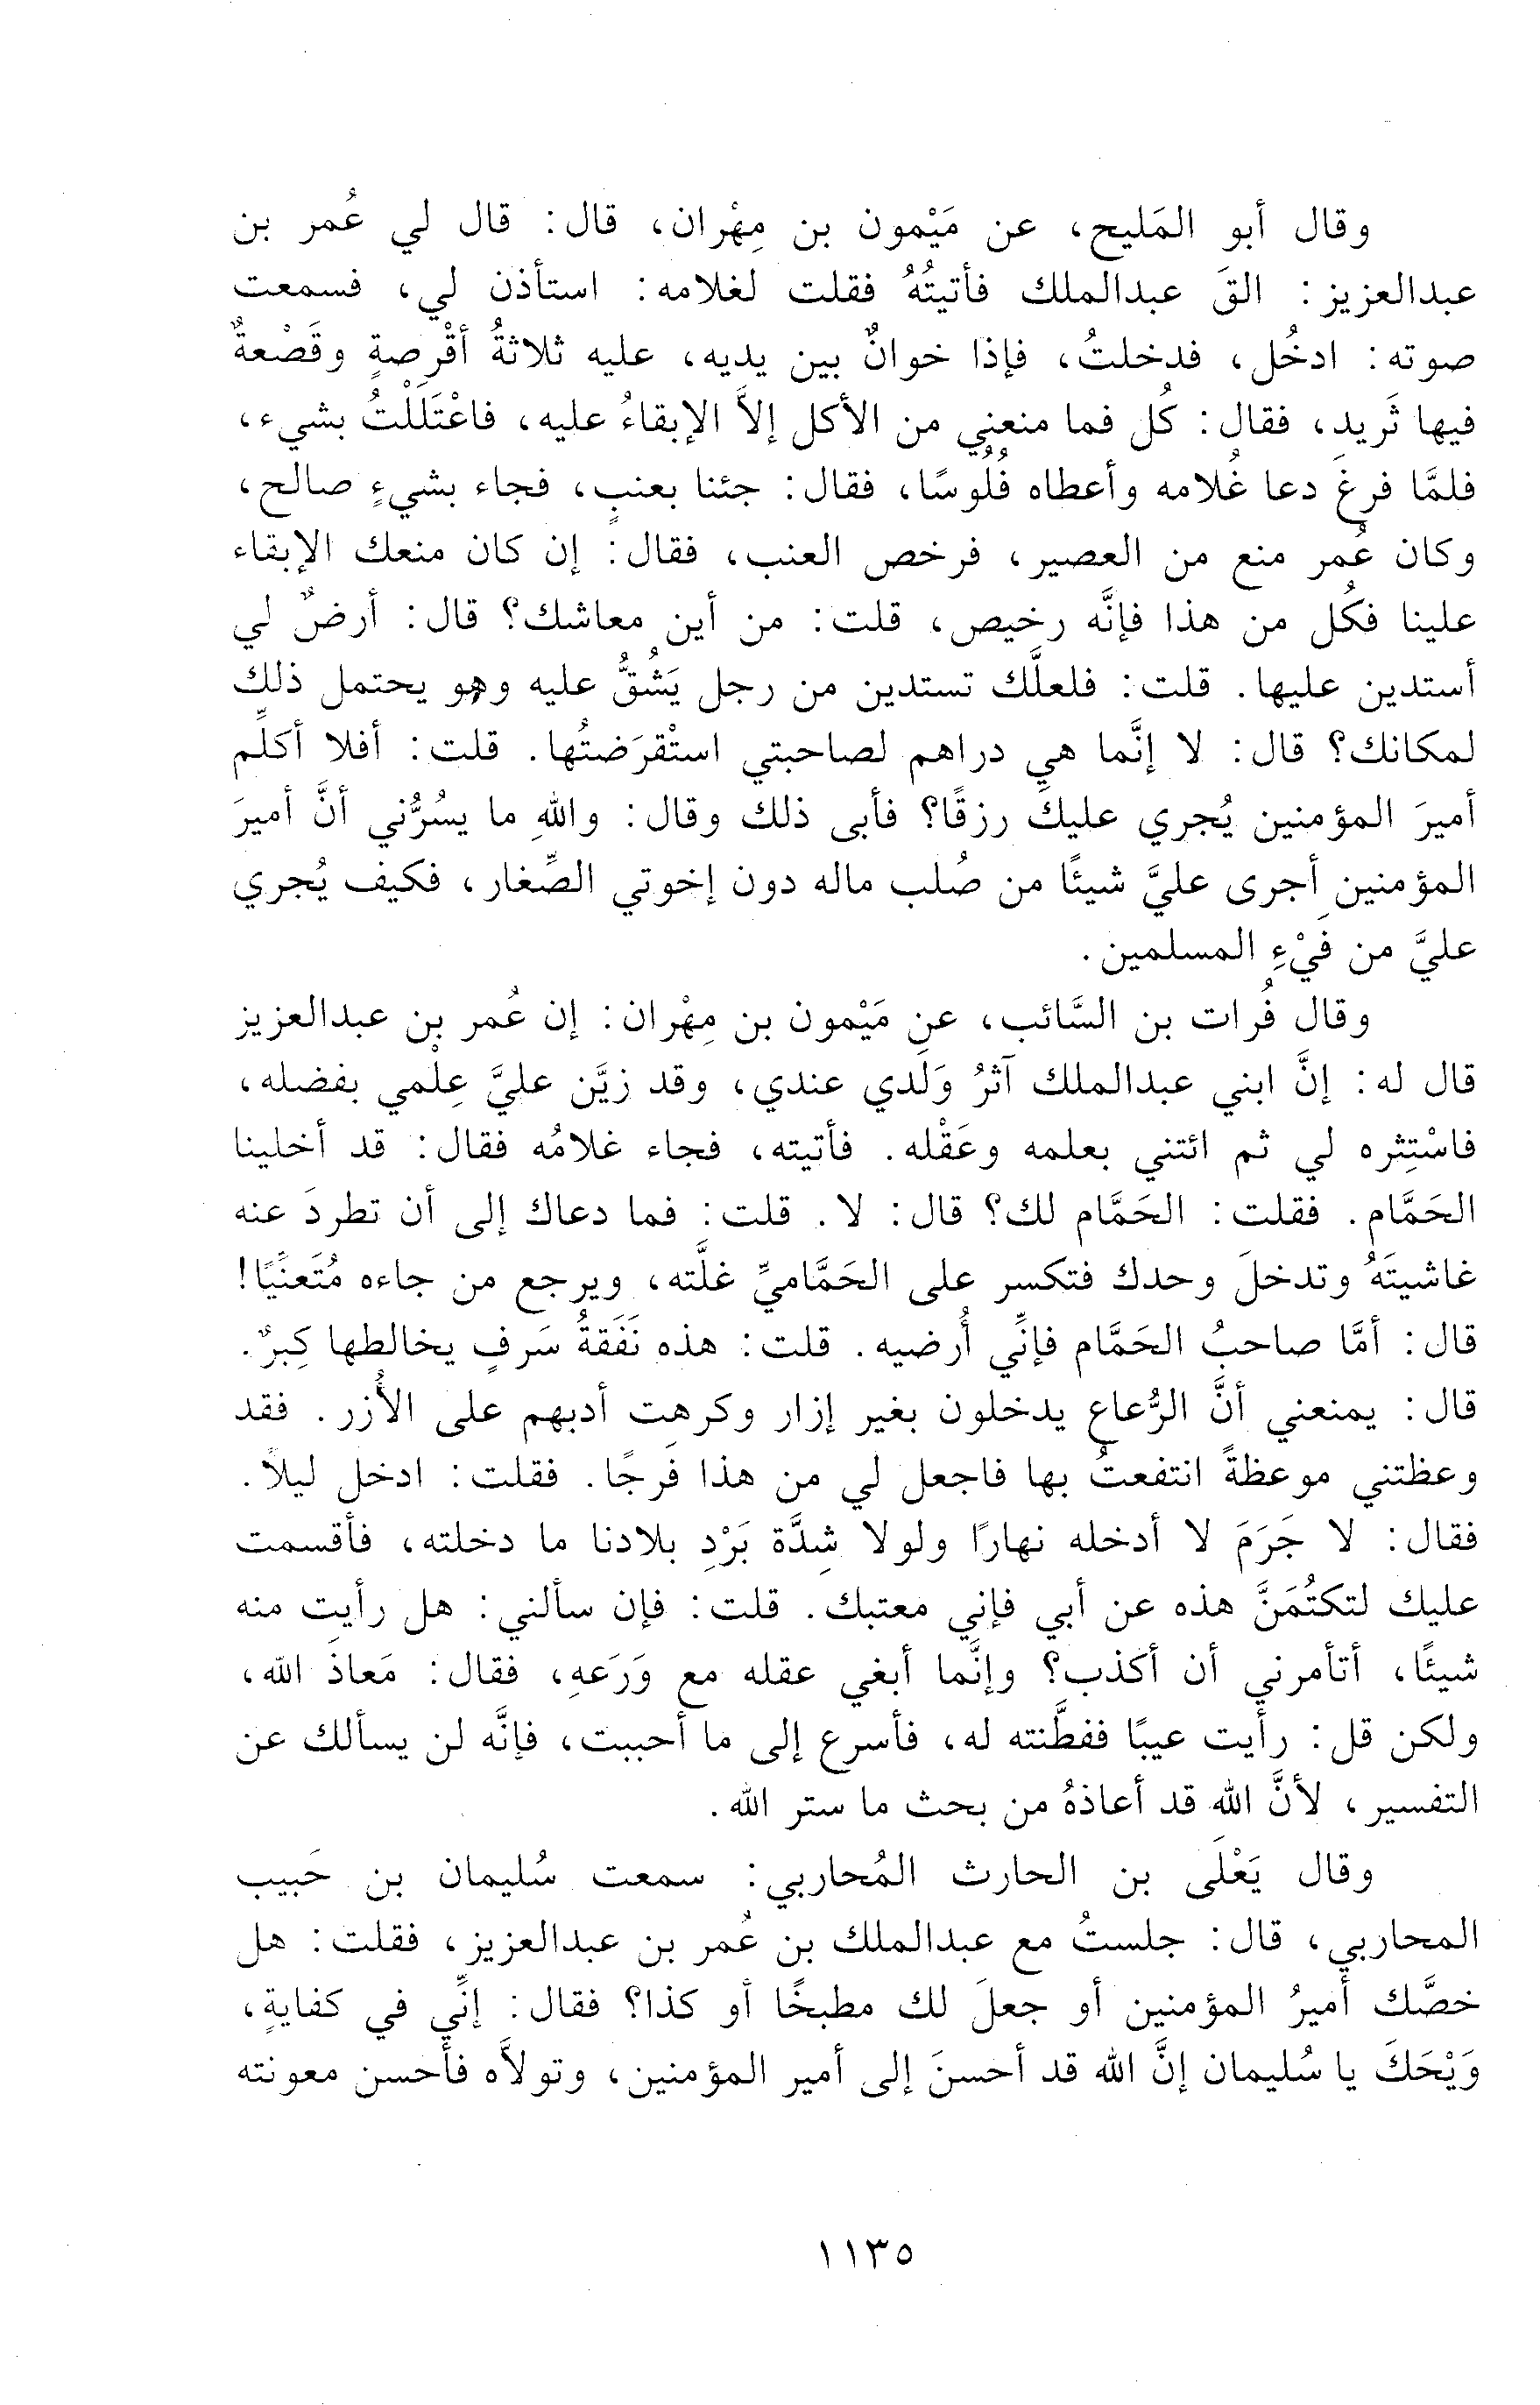 وقال أبو المَليح، عن مَيْمون بن مِهْران، قال: قال لي عُمر بن
عبدالعزيز: القَ عبدالملك فأتيتُهُ فقلت لغلامه: استأذن لي، فسمعت
صوته: ادخُل، فدخلتُ، فإذا خوانٌ بين يديه، عليه ثلاثةُ أقْرِصةٍ وقَصْعةٌ
فيها ثَريد، فقال: كُل فما منعني من الأكل إلاَّ الإبقاءُ عليه، فاعْتَلَلْتُ بشيء،
فلمَّا فرغ دعا غُلامه وأعطاه فُلُوسًا، فقال: جئنا بعنبٍ، فجاء بشيءٍ صالح،
وكان عُمر منع من العصير، فرخص العنب، فقال: إن كان منعك الإبقاء
علينا فكُل من هذا فإنَّه رخيص، قلت: من أين معاشك؟ قال: أرضٌ لي
أستدين عليها. قلت: فلعلَّك تستدين من رجل يَشُقُّ عليه وهو يحتمل ذلك
لمكانك؟ قال: لا إنَّما هي دراهم لصاحبتي استْقرَضتُها. قلت: أفلا أكلِّم
أميرَ المؤمنين يُجري عليك رزقًا؟ فأبى ذلك وقال: واللهِ ما يسُرُّني أنَّ أميرَ
المؤمنين أجرى عليَّ شيئًا من صُلب ماله دون إخوتي الصِّغار، فكيف يُجري
عليَّ من فَيْءِ المسلمين.
وقال فُرات بن السَّائب، عن مَيْمون بن مِهْران: إن عُمر بن عبدالعزيز
قال له: إنَّ ابني عبدالملك آثرُ وَلَدي عندي، وقد زيَّن عليَّ عِلْمي بفضله،
فاسْتِثره لي ثم ائتني بعلمه وعَقْله. فأتيته، فجاء غلامُه فقال: قد أخلينا
الحَمَّام. فقلت: الحَمَّام لك؟ قال: لا. قلت: فما دعاك إلى أن تطردَ عنه
غاشيتَهُ وتدخلَ وحدك فتكسر على الحَمَّاميِّ غلَّته، ويرجع من جاءه مُتَعنِّيًا!
قال: أمَّا صاحبُ الحَمَّام فإنِّي أُرضيه. قلت: هذه نَفَقةُ سَرفٍ يخالطها كِبرٌ.
قال: يمنعني أنَّ الرُّعاع يدخلون بغير إزار وكرهت أدبهم على الأُزر. فقد
وعظتني موعظةً انتفعتُ بها فاجعل لي من هذا فَرجًا. فقلت: ادخل ليلاً.
فقال: لا جَرَمَ لا أدخله نهارًا ولولا شِدَّة بَرْدِ بلادنا ما دخلته، فأقسمت
عليك لتكتُمَنَّ هذه عن أبي فإني معتبك. قلت: فإن سألني: هل رأيت منه
شيئًا، أتأمرني أن أكذب؟ وإنَّما أبغي عقله مع وَرَعهِ، فقال: مَعاذَ الله،
ولكن قل: رأيت عيبًا ففطَّنته له، فأسرع إلى ما أحببت، فإنَّه لن يسألك عن
التفسير، لأنَّ الله قد أعاذهُ من بحث ما ستر الله.
وقال يَعْلَى بن الحارث المُحاربي: سمعت سُليمان بن حَبيب
المحاربي، قال: جلستُ مع عبدالملك بن عُمر بن عبدالعزيز، فقلت: هل
خصَّك أميرُ المؤمنين أو جعلَ لك مطبخًا أو كذا؟ فقال: إنِّي في كفايةٍ،
وَيْحَكَ يا سُليمان إنَّ الله قد أحسنَ إلى أمير المؤمنين، وتولاَّه فأحسن معونته
١١٣٥